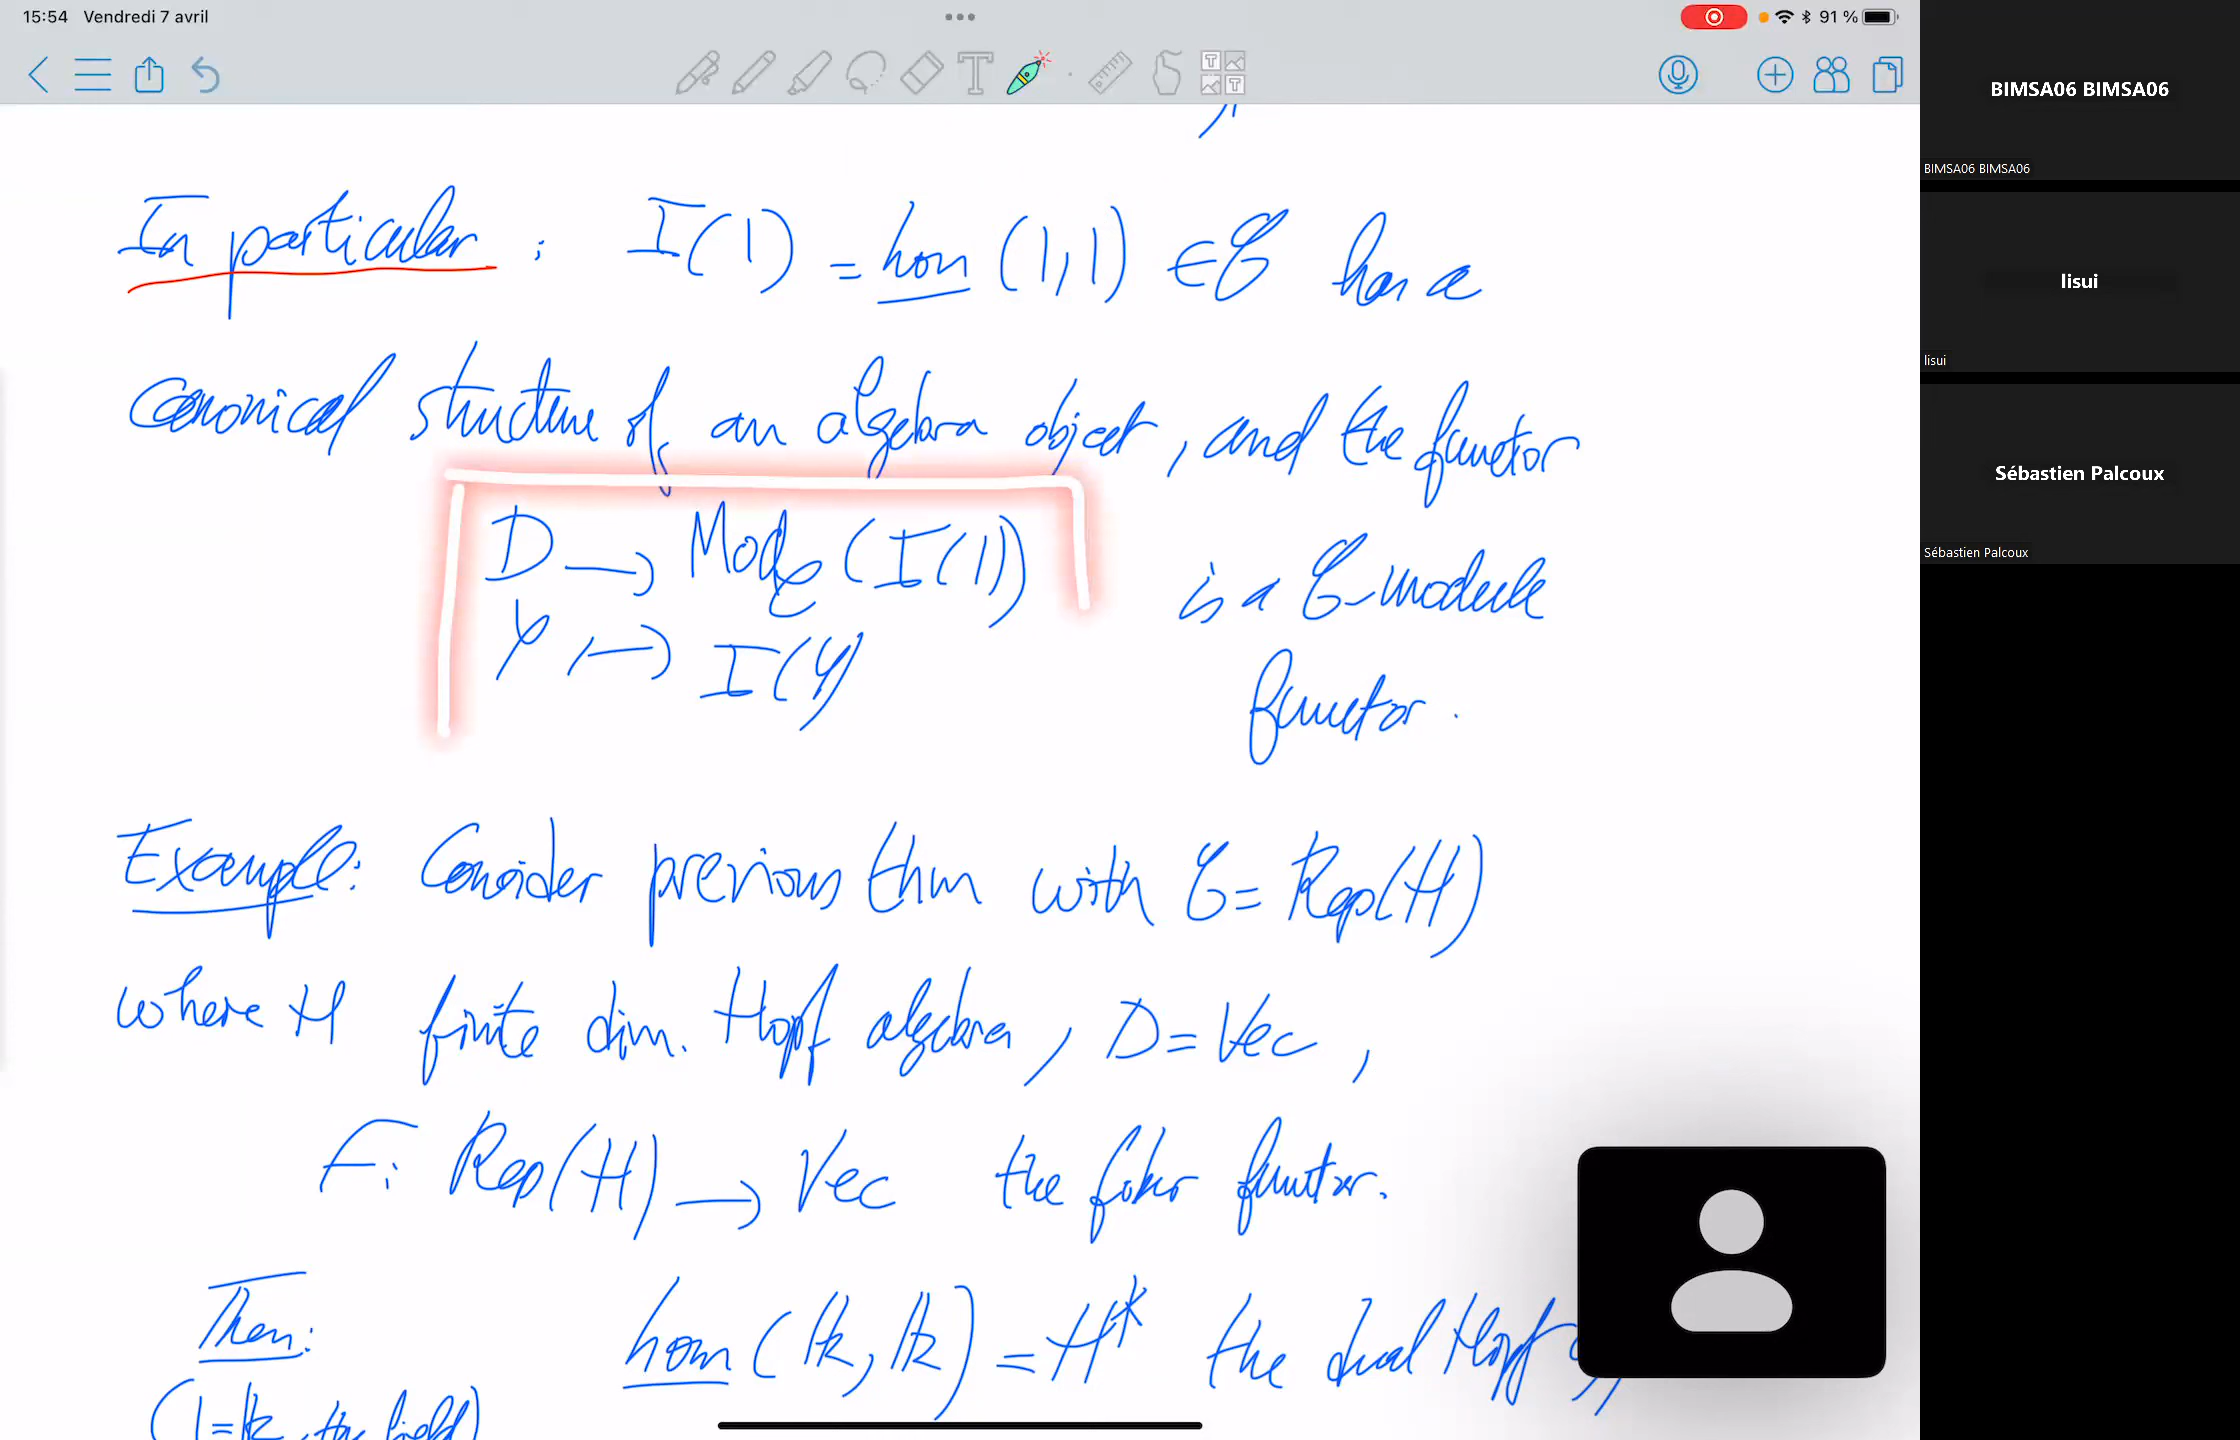 15:54 Vendredi 7 avril
91 %
In particular : I(1) = hom (1,1) ∈ 𝒞 has a
canonical structure of an algebra object, and the functor
D → Mod𝒞 (I(1))
Y ↦ I(Y)
is a 𝒞-module
functor.
Example: Consider previous thm with 𝒞 = Rep(H)
where H finite dim. Hopf algebra, D = Vec,
F: Rep(H) → Vec the fiber functor.
Then: hom (𝕜, 𝕜) = H* the dual Hopf
(1 = 𝕜 the field)
BIMSA06 BIMSA06
BIMSA06 BIMSA06
lisui
lisui
Sébastien Palcoux
Sébastien Palcoux